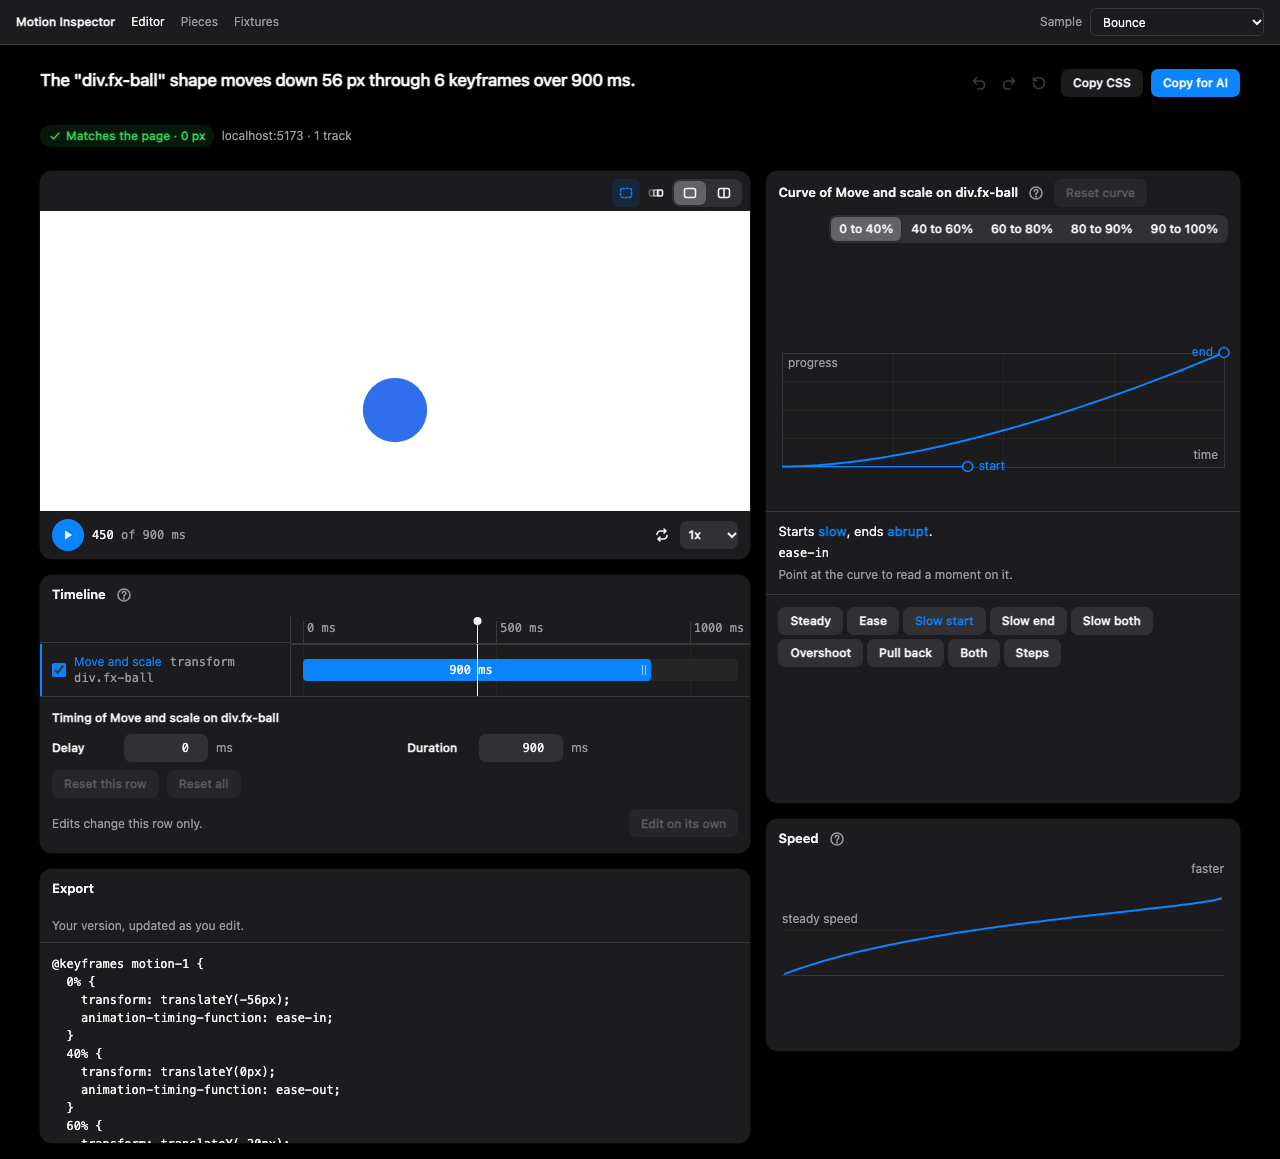 Motion Inspector Editor Pieces Fixtures Sample Bounce
The "div.fx-ball" shape moves down 56 px through 6 keyframes over 900 ms.
Copy CSS Copy for AI
Matches the page · 0 px localhost:5173 · 1 track
450 of 900 ms 1x
Timeline
0 ms 500 ms 1000 ms
Move and scale transform
div.fx-ball
900 ms
Timing of Move and scale on div.fx-ball
Delay 0 ms Duration 900 ms
Reset this row Reset all
Edits change this row only. Edit on its own
Export
Your version, updated as you edit.
@keyframes motion-1 {
0% {
transform: translateY(-56px);
animation-timing-function: ease-in;
}
40% {
transform: translateY(0px);
animation-timing-function: ease-out;
}
60% {
transform: translateY(-20px);
Curve of Move and scale on div.fx-ball Reset curve
0 to 40% 40 to 60% 60 to 80% 80 to 90% 90 to 100%
end
progress
time
start
Starts slow, ends abrupt.
ease-in
Point at the curve to read a moment on it.
Steady Ease Slow start Slow end Slow both
Overshoot Pull back Both Steps
Speed
faster
steady speed